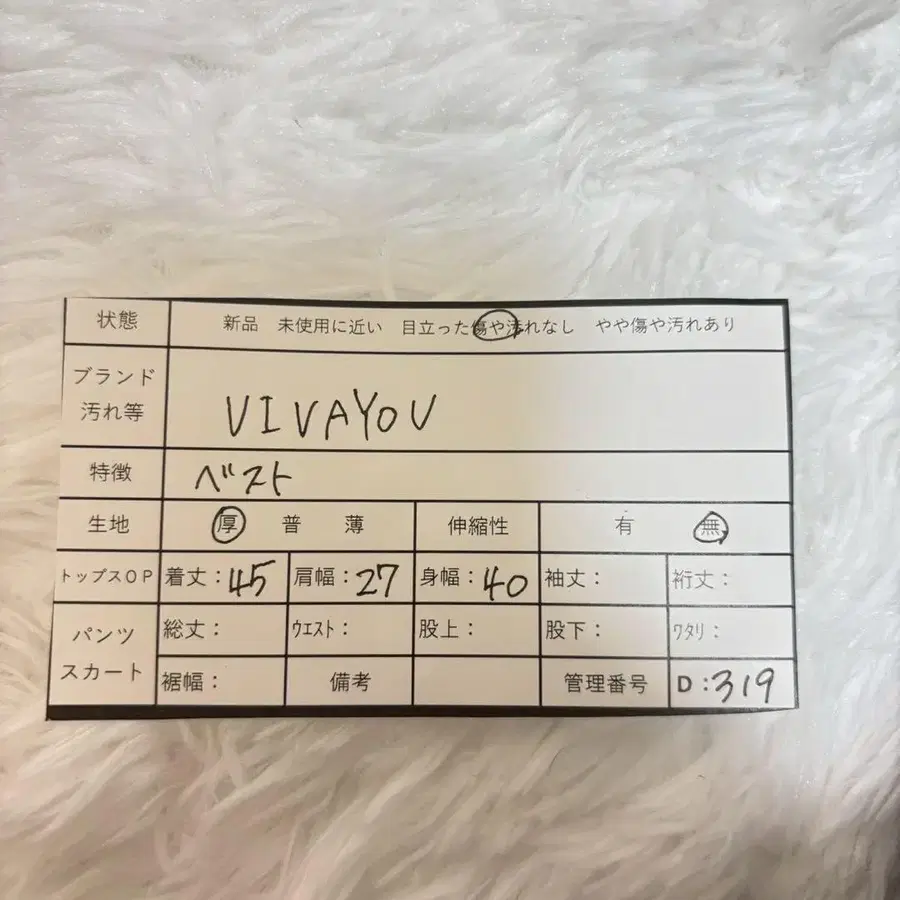 状態 新品 未使用に近い 目立った傷や汚れなし やや傷や汚れあり
ブランド
汚れ等
VIVAYOU
特徴 ベスト
生地 厚 普 薄 伸縮性 有 無
トップスOP 着丈：45 肩幅：27 身幅：40 袖丈： 裄丈：
パンツ
スカート
総丈： ウエスト： 股上： 股下： ワタリ：
裾幅： 備考 管理番号 D：319